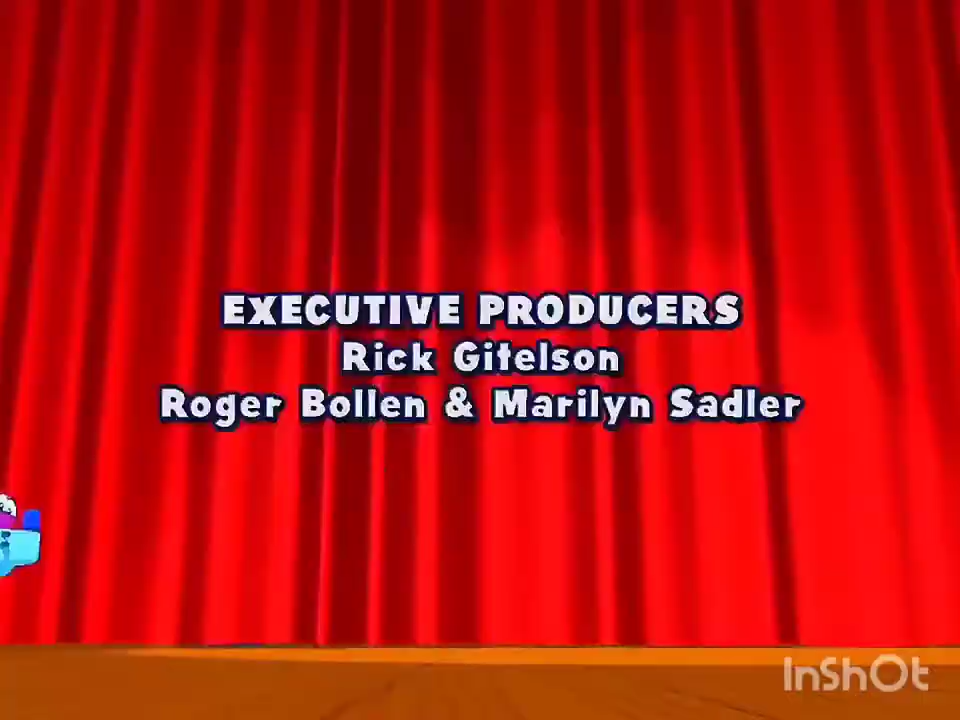 EXECUTIVE PRODUCERS
Rick Gitelson
Roger Bollen & Marilyn Sadler
InShOt